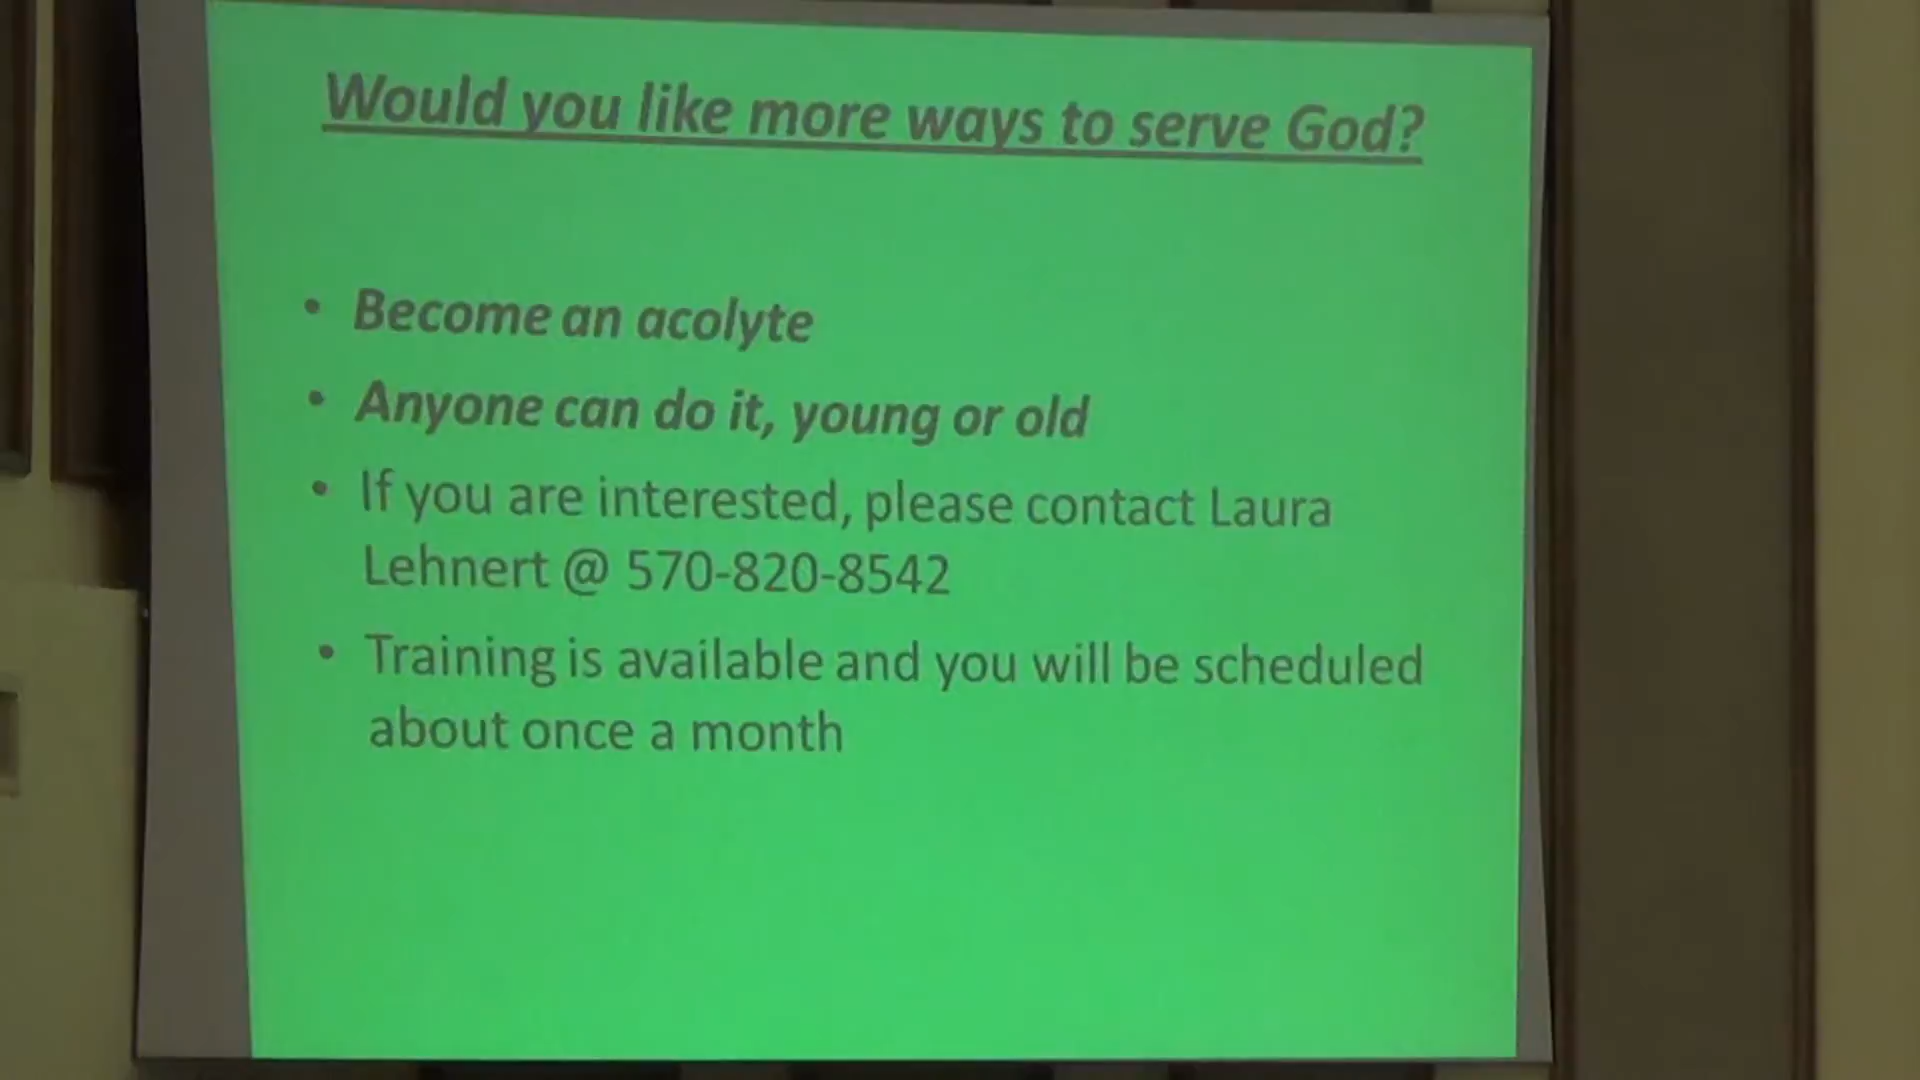 Would you like more ways to serve God?
• Become an acolyte
• Anyone can do it, young or old
• If you are interested, please contact Laura
Lehnert @ 570-820-8542
• Training is available and you will be scheduled
about once a month